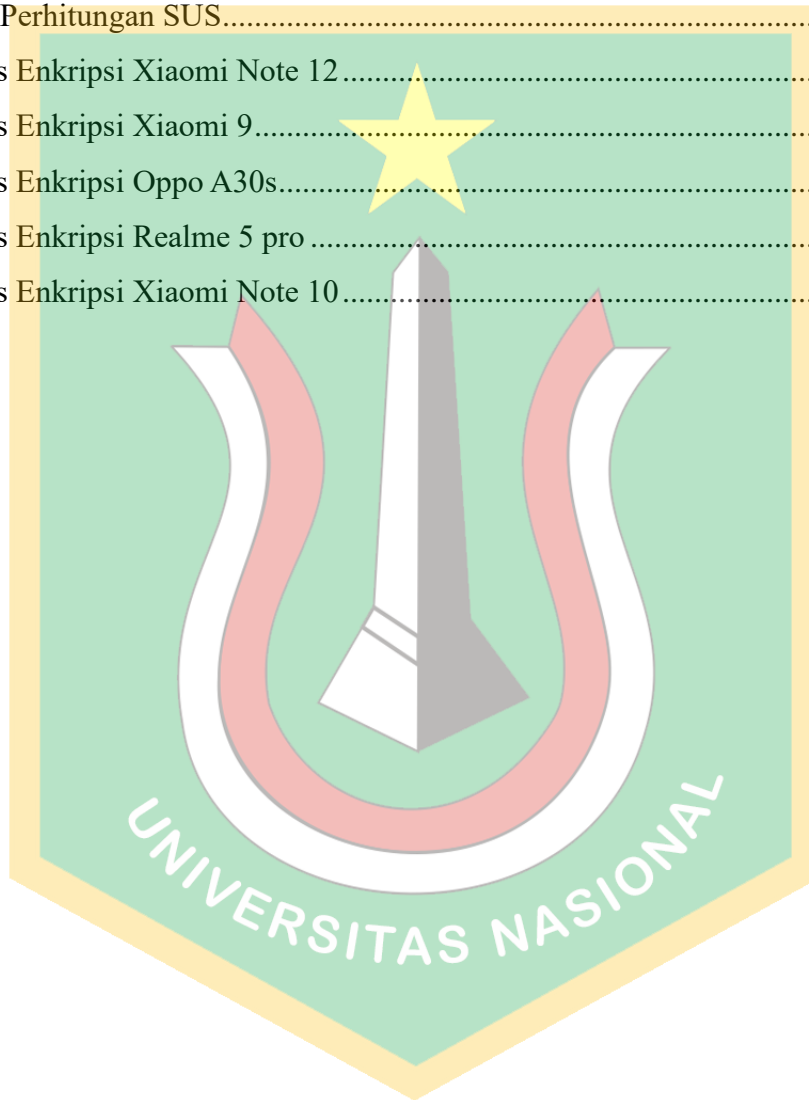 Perhitungan SUS................................................................................
s Enkripsi Xiaomi Note 12................................................................
s Enkripsi Xiaomi 9...........................................................................
s Enkripsi Oppo A30s........................................................................
s Enkripsi Realme 5 pro....................................................................
s Enkripsi Xiaomi Note 10................................................................
UNIVERSITAS NASIONAL